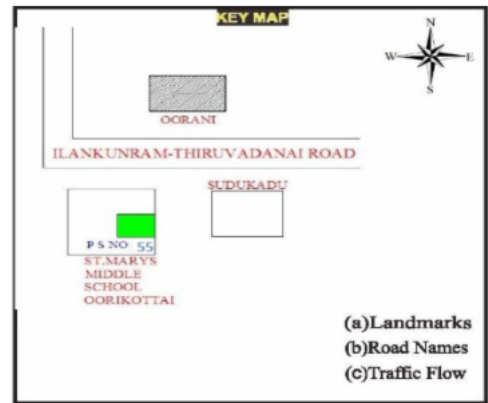 KEY MAP
N
W E
S
OORANI
ILANKUNRAM-THIRUVADANAI ROAD
SUDUKADU
P S NO 55
ST.MARYS
MIDDLE
SCHOOL
OORIKOTTAI
(a)Landmarks
(b)Road Names
(c)Traffic Flow